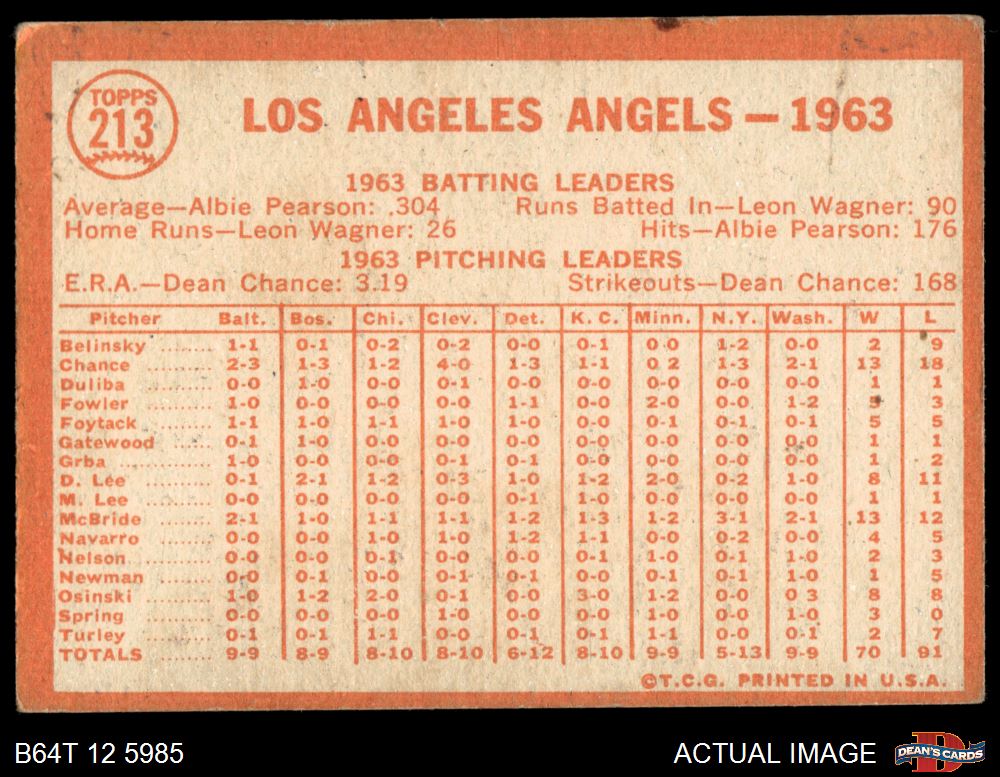 TOPPS
213
LOS ANGELES ANGELS — 1963
1963 BATTING LEADERS
Average—Albie Pearson: .304 Runs Batted In—Leon Wagner: 90
Home Runs—Leon Wagner: 26 Hits—Albie Pearson: 176
1963 PITCHING LEADERS
E.R.A.—Dean Chance: 3.19 Strikeouts—Dean Chance: 168
Pitcher Balt. Bos. Chi. Clev. Det. K. C. Minn. N.Y. Wash. W L
Belinsky ........ 1-1 0-1 0-2 0-2 0-0 0-1 0-0 1-2 0-0 2 9
Chance .......... 2-3 1-3 1-2 4-0 1-3 1-1 0 2 1-3 2-1 13 18
Duliba .......... 0-0 1-0 0-0 0-0 0-0 0-0 0-1 0-0 0-0 1 1
Fowler .......... 1-0 0-0 0-0 0-0 1-1 0-0 2-0 0-0 1-2 5 3
Foytack ......... 1-1 1-0 1-1 1-0 1-0 0-0 0-1 0-1 0-1 5 5
Gatewood ...... 0-1 1-0 0-0 0-0 0-0 0-0 0-0 0-0 0-0 1 1
Grba .............. 1-0 0-0 0-0 0-1 0-1 0-0 0-0 0-0 0-0 1 2
D. Lee ........... 0-1 2-1 1-2 0-3 1-0 1-2 2-0 0-2 1-0 8 11
M. Lee ........... 0-0 0-0 0-0 0-0 0-1 1-0 0-0 0-0 0-0 1 1
McBride ........ 2-1 1-0 1-1 1-1 1-2 1-3 1-2 3-1 2-1 13 12
Navarro ........ 0-0 0-0 1-0 1-0 1-2 1-1 0-0 0-2 0-0 4 5
Nelson .......... 0-0 0-0 0-1 0-0 0-0 0-1 1-0 0-1 1-0 2 3
Newman ....... 0-0 0-1 0-0 0-1 0-1 0-0 0-1 0-1 1-0 1 5
Osinski ......... 1-0 1-2 2-0 0-1 0-0 3-0 1-2 0-0 0 3 8 8
Spring .......... 0-0 0-0 0-0 1-0 0-0 0-0 1-0 0-0 1-0 3 0
Turley ........... 0-1 0-1 1-1 0-0 0-1 0-1 1-1 0-0 0-1 2 7
TOTALS 9-9 8-9 8-10 8-10 6-12 8-10 9-9 5-13 9-9 70 91
©T.C.G. PRINTED IN U.S.A.
B64T 12 5985 ACTUAL IMAGE
DEAN'S CARDS